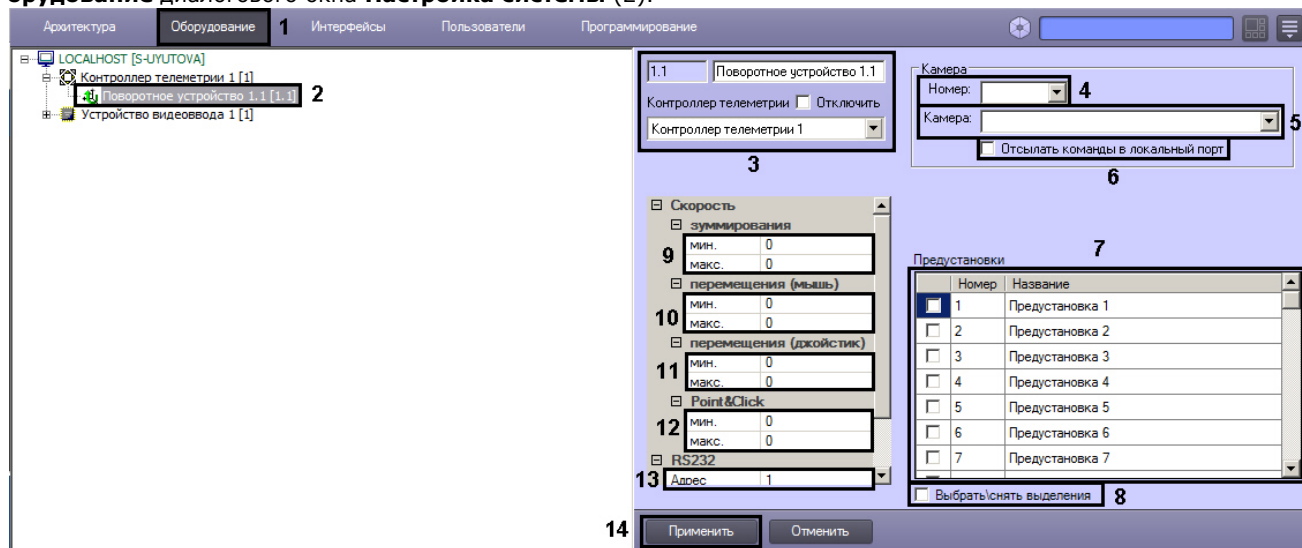 орудование диалогового окна Настройка системы (2).
Архитектура Оборудование 1 Интерфейсы Пользователи Программирование
LOCALHOST [S-UYUTOVA]
Контроллер телеметрии 1 [1]
Поворотное устройство 1.1 [1.1] 2
Устройство видеоввода 1 [1]
1.1 Поворотное устройство 1.1
Контроллер телеметрии Отключить
Контроллер телеметрии 1
3
Камера
Номер: 4
Камера: 5
Отсылать команды в локальный порт
6
Скорость
зуммирования
мин. 0
9
макс. 0
перемещения (мышь)
мин. 0
10
макс. 0
перемещения (джойстик)
мин. 0
11
макс. 0
Point&Click
мин. 0
12
макс. 0
RS232
13 Адрес 1
7
Предустановки
Номер Название
1 Предустановка 1
2 Предустановка 2
3 Предустановка 3
4 Предустановка 4
5 Предустановка 5
6 Предустановка 6
7 Предустановка 7
Выбрать\снять выделения 8
14 Применить Отменить